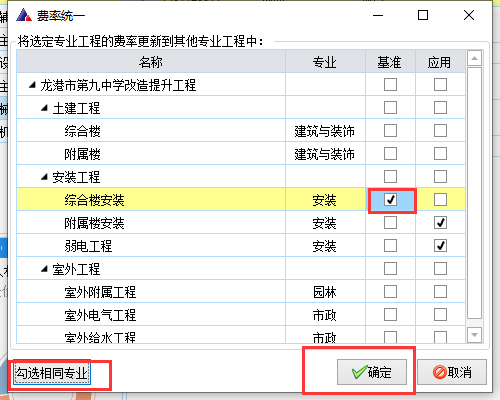 费率统一
将选定专业工程的费率更新到其他专业工程中：
名称 专业 基准 应用
龙港市第九中学改造提升工程
土建工程
综合楼 建筑与装饰
附属楼 建筑与装饰
安装工程
综合楼安装 安装
附属楼安装 安装
弱电工程 安装
室外工程
室外附属工程 园林
室外电气工程 市政
室外给水工程 市政
勾选相同专业 确定 取消